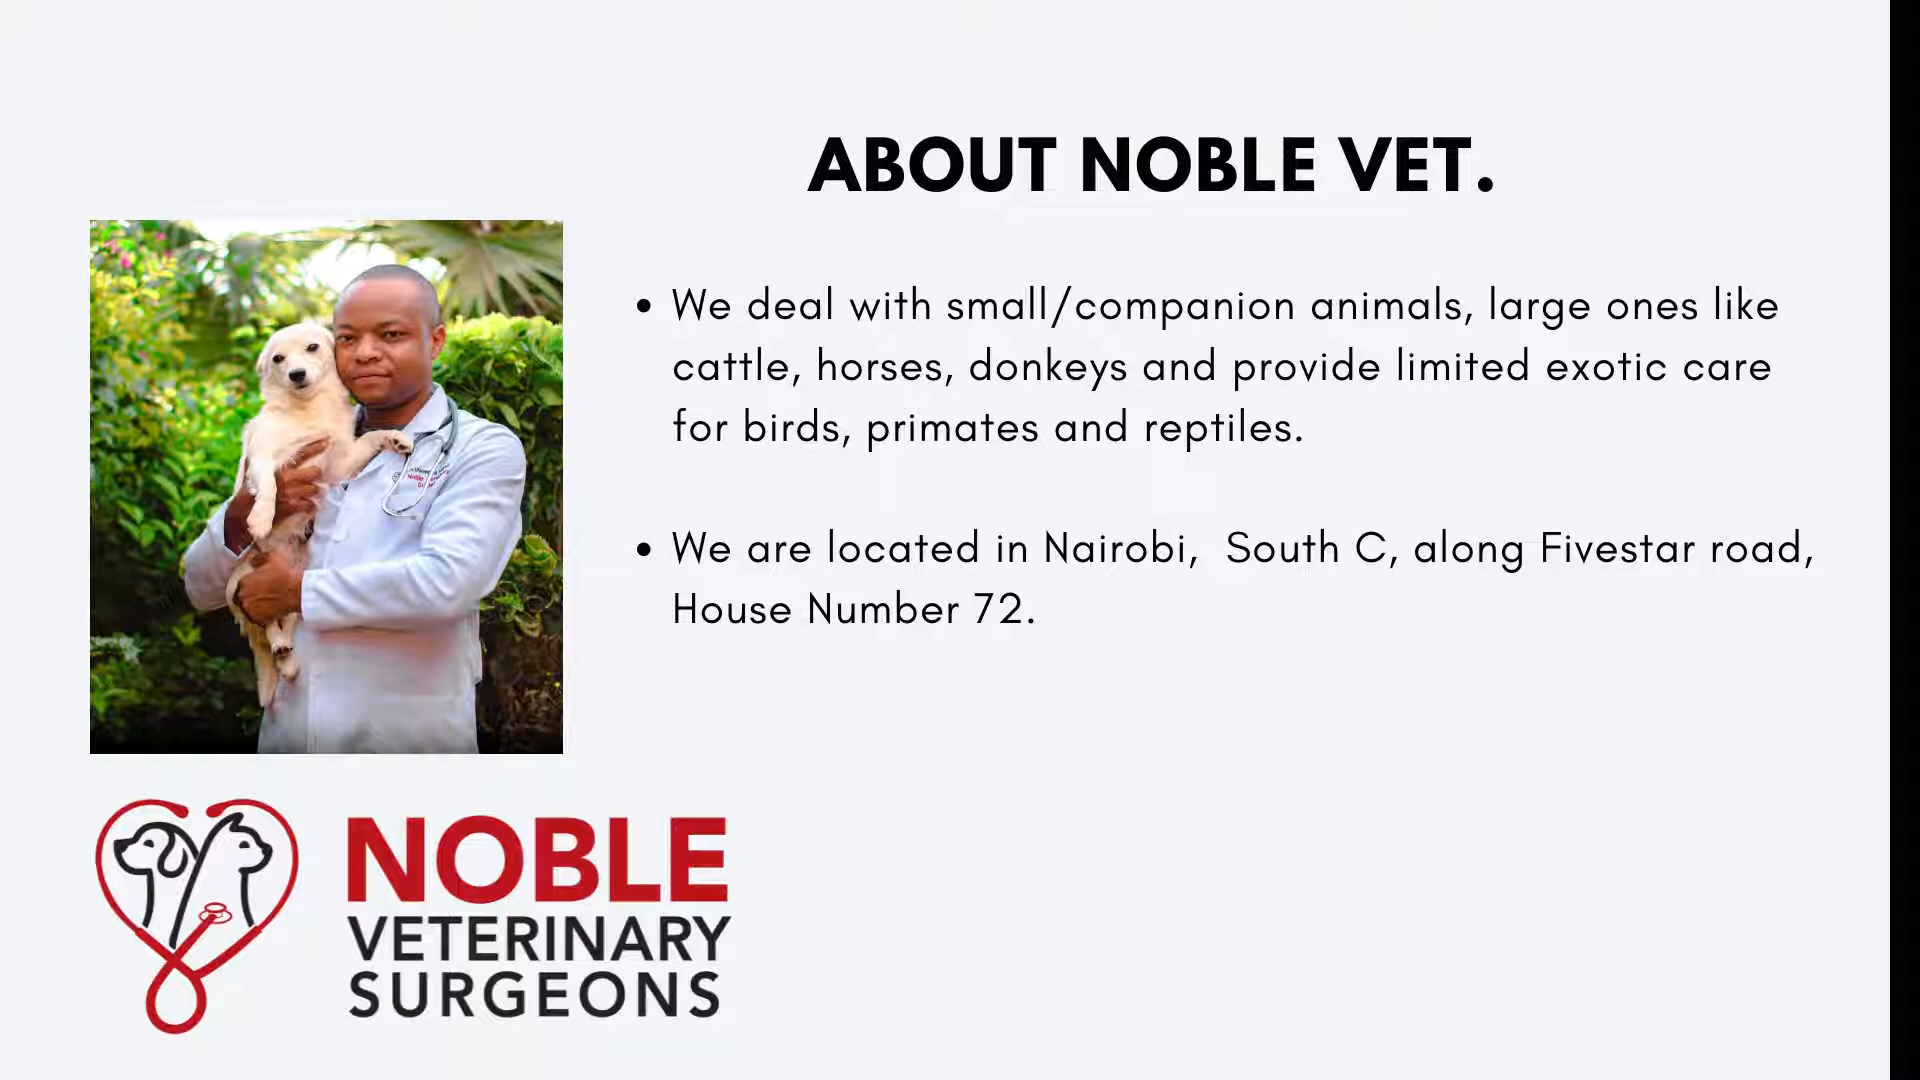 ABOUT NOBLE VET.
• We deal with small/companion animals, large ones like
cattle, horses, donkeys and provide limited exotic care
for birds, primates and reptiles.
• We are located in Nairobi,  South C, along Fivestar road,
House Number 72.
NOBLE
VETERINARY
SURGEONS